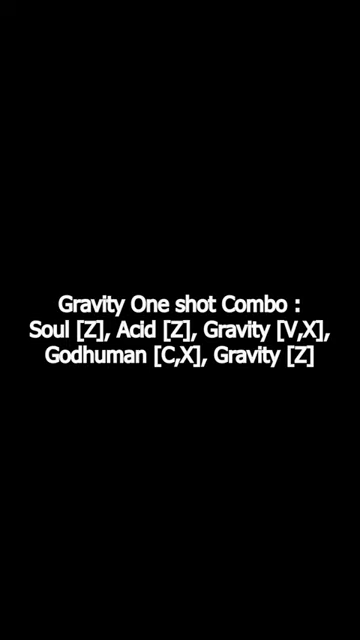 Gravity One shot Combo :
Soul [Z], Acid [Z], Gravity [V,X],
Godhuman [C,X], Gravity [Z]